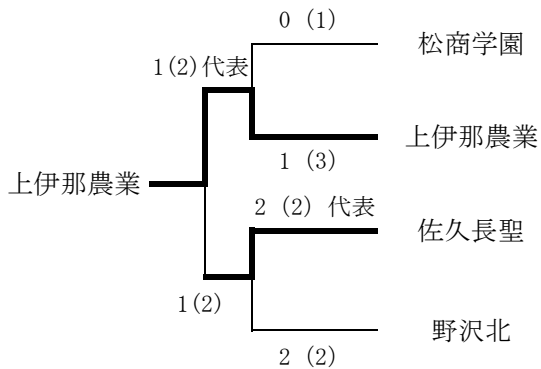 0 (1)
松商学園
1(2)代表
上伊那農業
1 (3)
上伊那農業
2 (2) 代表
佐久長聖
1(2)
野沢北
2 (2)